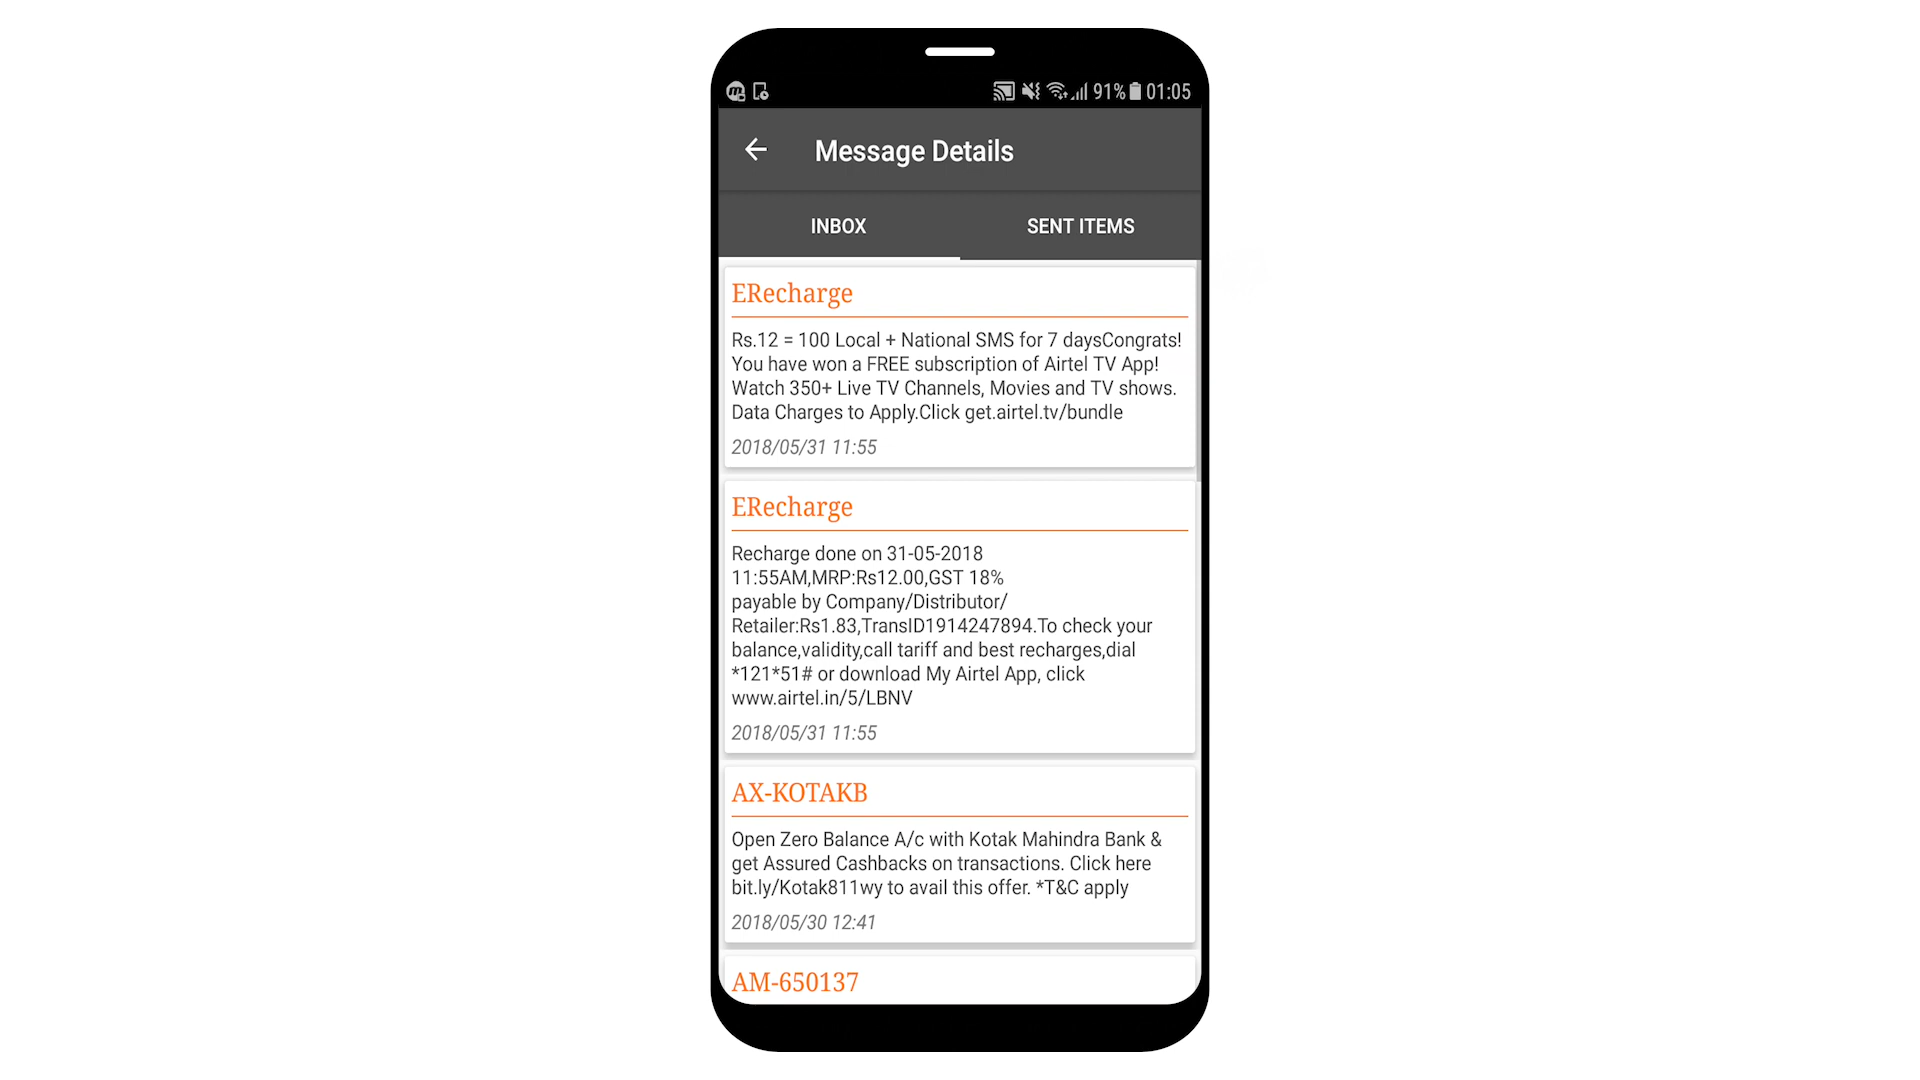 91% 01:05
Message Details
INBOX SENT ITEMS
ERecharge
Rs.12 = 100 Local + National SMS for 7 daysCongrats!
You have won a FREE subscription of Airtel TV App!
Watch 350+ Live TV Channels, Movies and TV shows.
Data Charges to Apply.Click get.airtel.tv/bundle
2018/05/31 11:55
ERecharge
Recharge done on 31-05-2018
11:55AM,MRP:Rs12.00,GST 18%
payable by Company/Distributor/
Retailer:Rs1.83,TransID1914247894.To check your
balance,validity,call tariff and best recharges,dial
*121*51# or download My Airtel App, click
www.airtel.in/5/LBNV
2018/05/31 11:55
AX-KOTAKB
Open Zero Balance A/c with Kotak Mahindra Bank &
get Assured Cashbacks on transactions. Click here
bit.ly/Kotak811wy to avail this offer. *T&C apply
2018/05/30 12:41
AM-650137